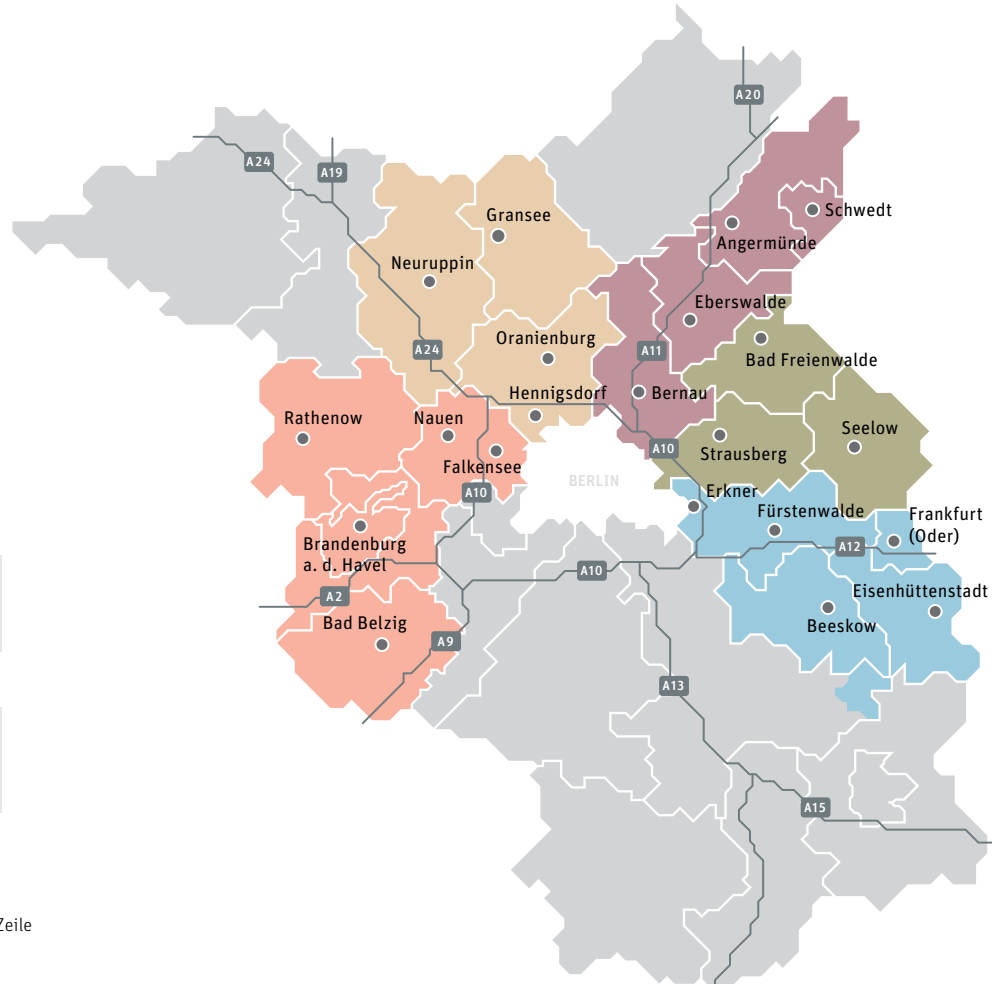 A20
A24
A19
Schwedt
Gransee
Angermünde
Neuruppin
Eberswalde
Oranienburg
A24
A11
Bad Freienwalde
Hennigsdorf
Bernau
Rathenow
Nauen
Seelow
A10
Strausberg
Falkensee
BERLIN
A10
Erkner
Fürstenwalde
Frankfurt
(Oder)
Brandenburg
a. d. Havel
A12
A10
A2
Eisenhüttenstadt
Bad Belzig
Beeskow
A9
A13
A15
Zeile